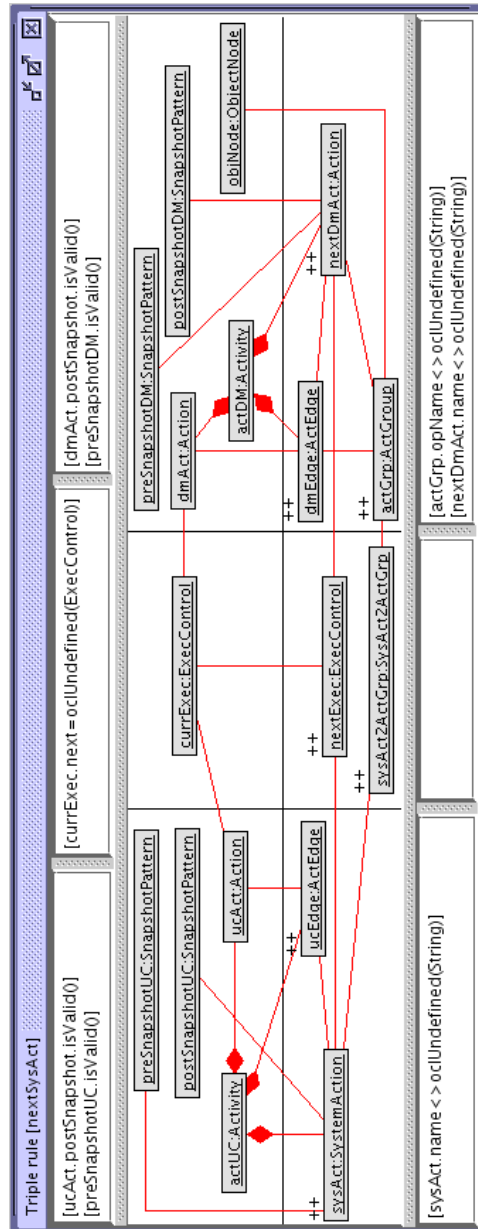 Triple rule [nextSysAct]
[ucAct.postSnapshot.isValid()]
[preSnapshotUC.isValid()]
[currExec.next=oclUndefined(ExecControl)]
[dmAct.postSnapshot.isValid()]
[preSnapshotDM.isValid()]
preSnapshotUC:SnapshotPattern
postSnapshotUC:SnapshotPattern
actUC:Activity
ucAct:Action
++
ucEdge:ActEdge
++
sysAct:SystemAction
currExec:ExecControl
++
nextExec:ExecControl
++
sysAct2ActGrp:SysAct2ActGrp
preSnapshotDM:SnapshotPattern
postSnapshotDM:SnapshotPattern
dmAct:Action
actDM:Activity
objNode:ObjectNode
++
dmEdge:ActEdge
++
nextDmAct:Action
++
actGrp:ActGroup
[sysAct.name<>oclUndefined(String)]
[actGrp.opName<>oclUndefined(String)]
[nextDmAct.name<>oclUndefined(String)]